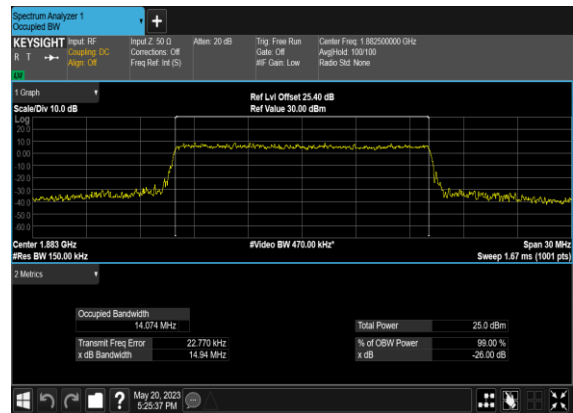 Spectrum Analyzer 1
Occupied BW
+
KEYSIGHT
R T
LXI
Input: RF
Coupling: DC
Align: Off
Input Z: 50 Ω
Corrections: Off
Freq Ref: Int (S)
Atten: 20 dB
Trig: Free Run
Gate: Off
#IF Gain: Low
Center Freq: 1.882500000 GHz
Avg|Hold: 100/100
Radio Std: None
1 Graph
Scale/Div 10.0 dB
Ref Lvl Offset 25.40 dB
Ref Value 30.00 dBm
Log
20.0
10.0
0.00
-10.0
-20.0
-30.0
-40.0
-50.0
-60.0
Center 1.883 GHz
#Res BW 150.00 kHz
#Video BW 470.00 kHz*
Span 30 MHz
Sweep 1.67 ms (1001 pts)
2 Metrics
Occupied Bandwidth
14.074 MHz
Total Power 25.0 dBm
Transmit Freq Error 22.770 kHz
% of OBW Power 99.00 %
x dB Bandwidth 14.94 MHz
x dB -26.00 dB
?
May 20, 2023
5:25:37 PM